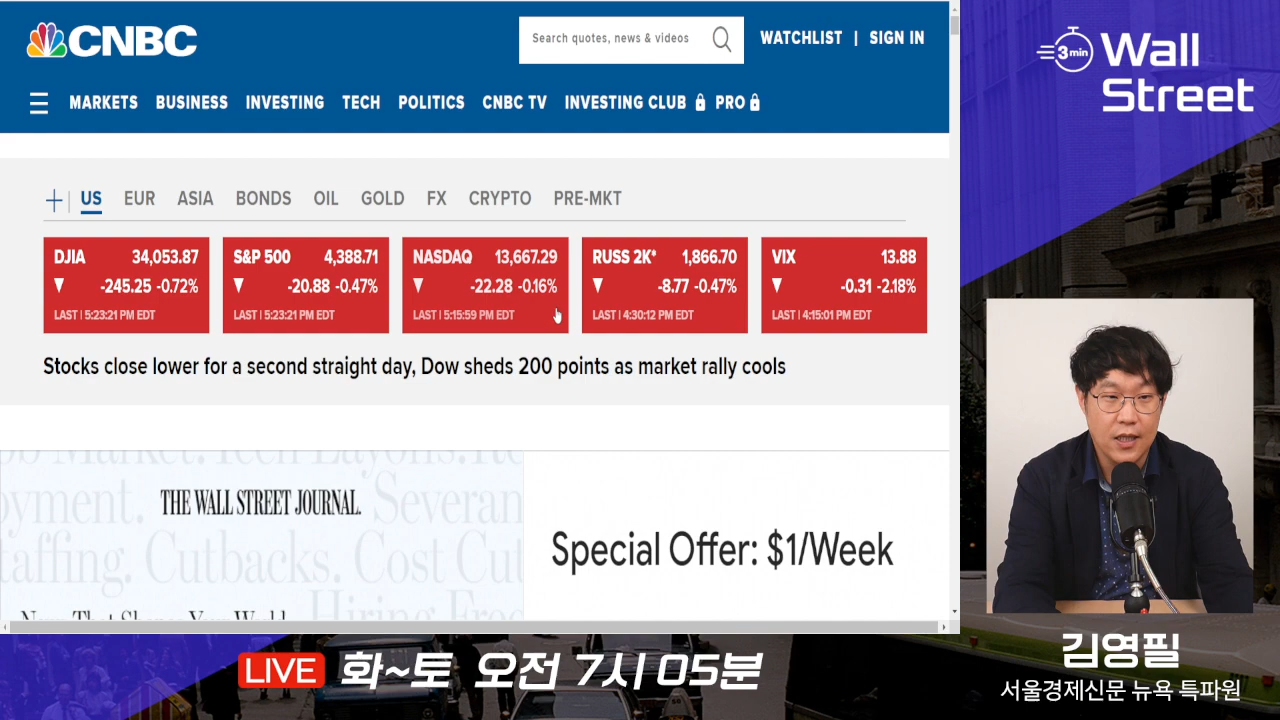 CNBC
Search quotes, news & videos
WATCHLIST | SIGN IN
MARKETS BUSINESS INVESTING TECH POLITICS CNBC TV INVESTING CLUB PRO
US EUR ASIA BONDS OIL GOLD FX CRYPTO PRE-MKT
DJIA 34,053.87
▼ -245.25 -0.72%
LAST | 5:23:21 PM EDT
S&P 500 4,388.71
▼ -20.88 -0.47%
LAST | 5:23:21 PM EDT
NASDAQ 13,667.29
▼ -22.28 -0.16%
LAST | 5:15:59 PM EDT
RUSS 2K* 1,866.70
▼ -8.77 -0.47%
LAST | 4:30:12 PM EDT
VIX 13.88
▼ -0.31 -2.18%
LAST | 4:15:01 PM EDT
Stocks close lower for a second straight day, Dow sheds 200 points as market rally cools
Market. Tech Layoffs.
THE WALL STREET JOURNAL.
Cutbacks. Cost
Special Offer: $1/Week
3 min
Wall
Street
김영필
서울경제신문 뉴욕 특파원
LIVE 화~토 오전 7시 05분